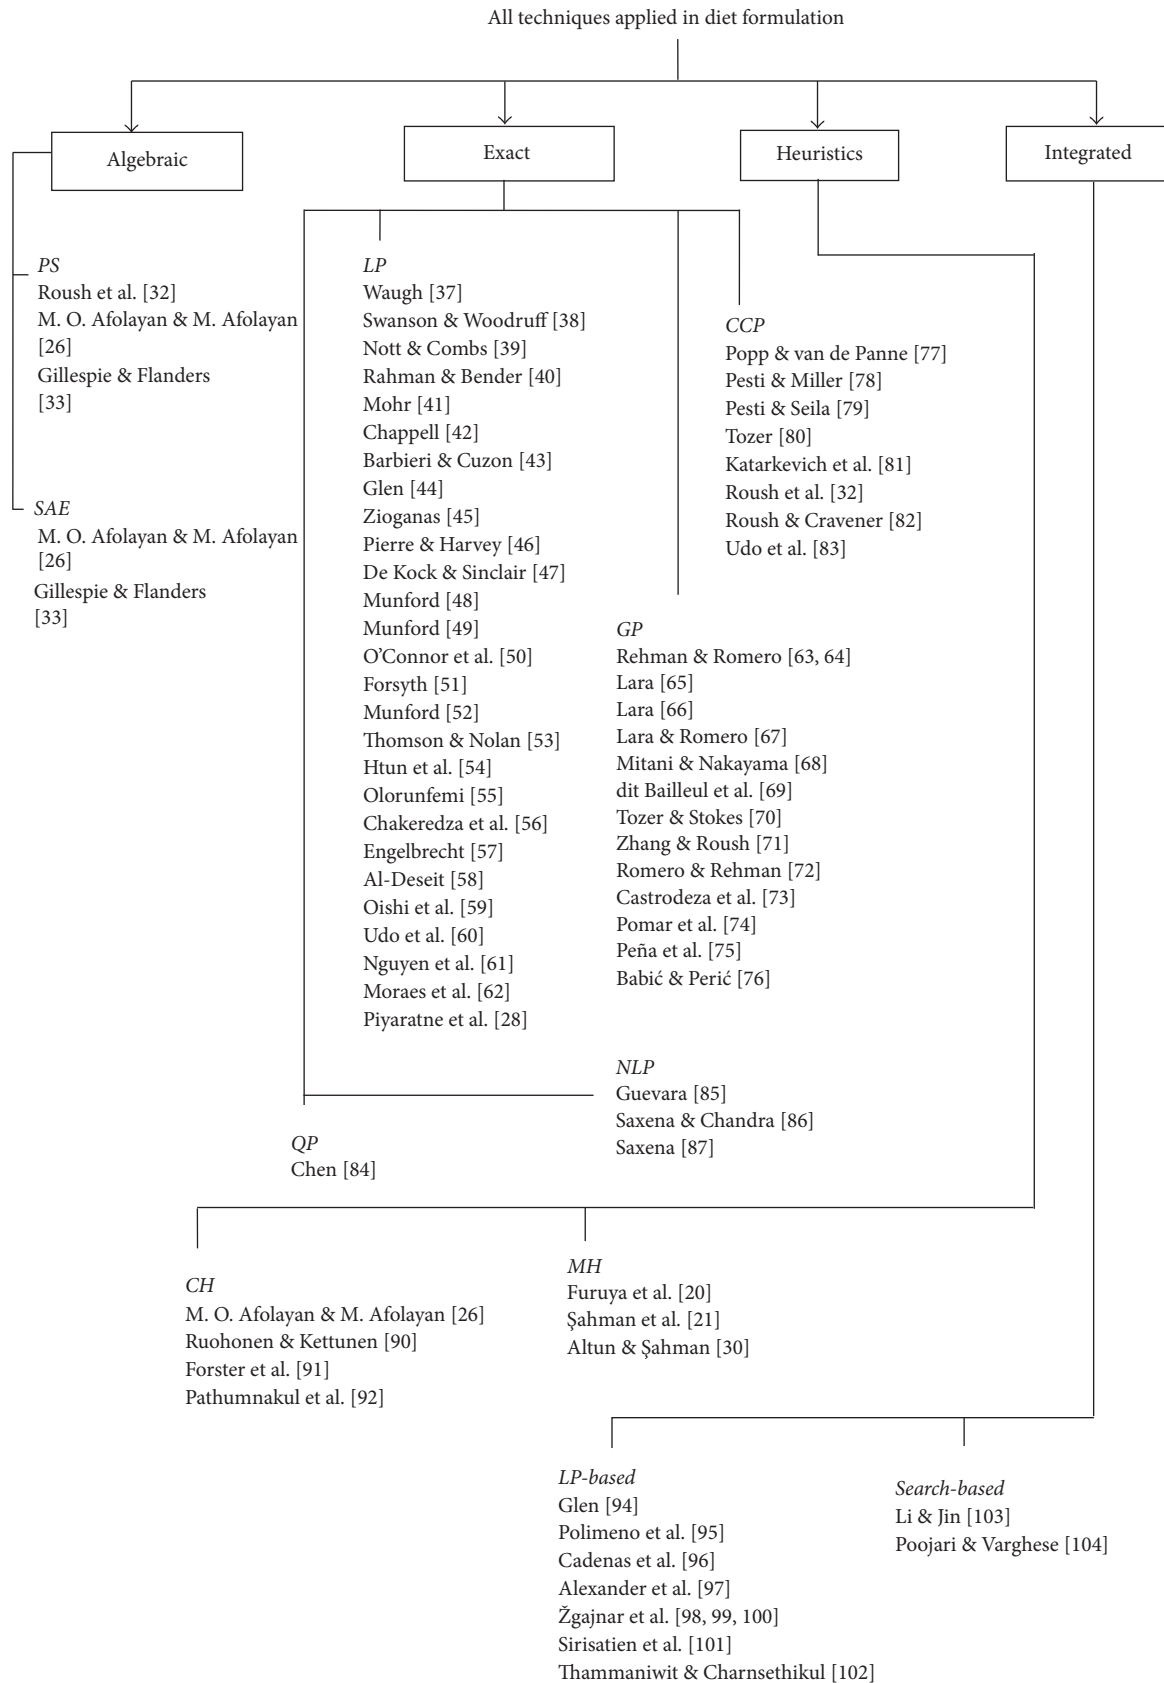 All techniques applied in diet formulation
Algebraic
Exact
Heuristics
Integrated
PS
Roush et al. [32]
M. O. Afolayan & M. Afolayan
[26]
Gillespie & Flanders
[33]
SAE
M. O. Afolayan & M. Afolayan
[26]
Gillespie & Flanders
[33]
LP
Waugh [37]
Swanson & Woodruff [38]
Nott & Combs [39]
Rahman & Bender [40]
Mohr [41]
Chappell [42]
Barbieri & Cuzon [43]
Glen [44]
Zioganas [45]
Pierre & Harvey [46]
De Kock & Sinclair [47]
Munford [48]
Munford [49]
O'Connor et al. [50]
Forsyth [51]
Munford [52]
Thomson & Nolan [53]
Htun et al. [54]
Olorunfemi [55]
Chakeredza et al. [56]
Engelbrecht [57]
Al-Deseit [58]
Oishi et al. [59]
Udo et al. [60]
Nguyen et al. [61]
Moraes et al. [62]
Piyaratne et al. [28]
CCP
Popp & van de Panne [77]
Pesti & Miller [78]
Pesti & Seila [79]
Tozer [80]
Katarkevich et al. [81]
Roush et al. [32]
Roush & Cravener [82]
Udo et al. [83]
GP
Rehman & Romero [63, 64]
Lara [65]
Lara [66]
Lara & Romero [67]
Mitani & Nakayama [68]
dit Bailleul et al. [69]
Tozer & Stokes [70]
Zhang & Roush [71]
Romero & Rehman [72]
Castrodeza et al. [73]
Pomar et al. [74]
Peña et al. [75]
Babić & Perić [76]
NLP
Guevara [85]
Saxena & Chandra [86]
Saxena [87]
QP
Chen [84]
CH
M. O. Afolayan & M. Afolayan [26]
Ruohonen & Kettunen [90]
Forster et al. [91]
Pathumnakul et al. [92]
MH
Furuya et al. [20]
Şahman et al. [21]
Altun & Şahman [30]
LP-based
Glen [94]
Polimeno et al. [95]
Cadenas et al. [96]
Alexander et al. [97]
Žgajnar et al. [98, 99, 100]
Sirisatien et al. [101]
Thammaniwit & Charnsethikul [102]
Search-based
Li & Jin [103]
Poojari & Varghese [104]